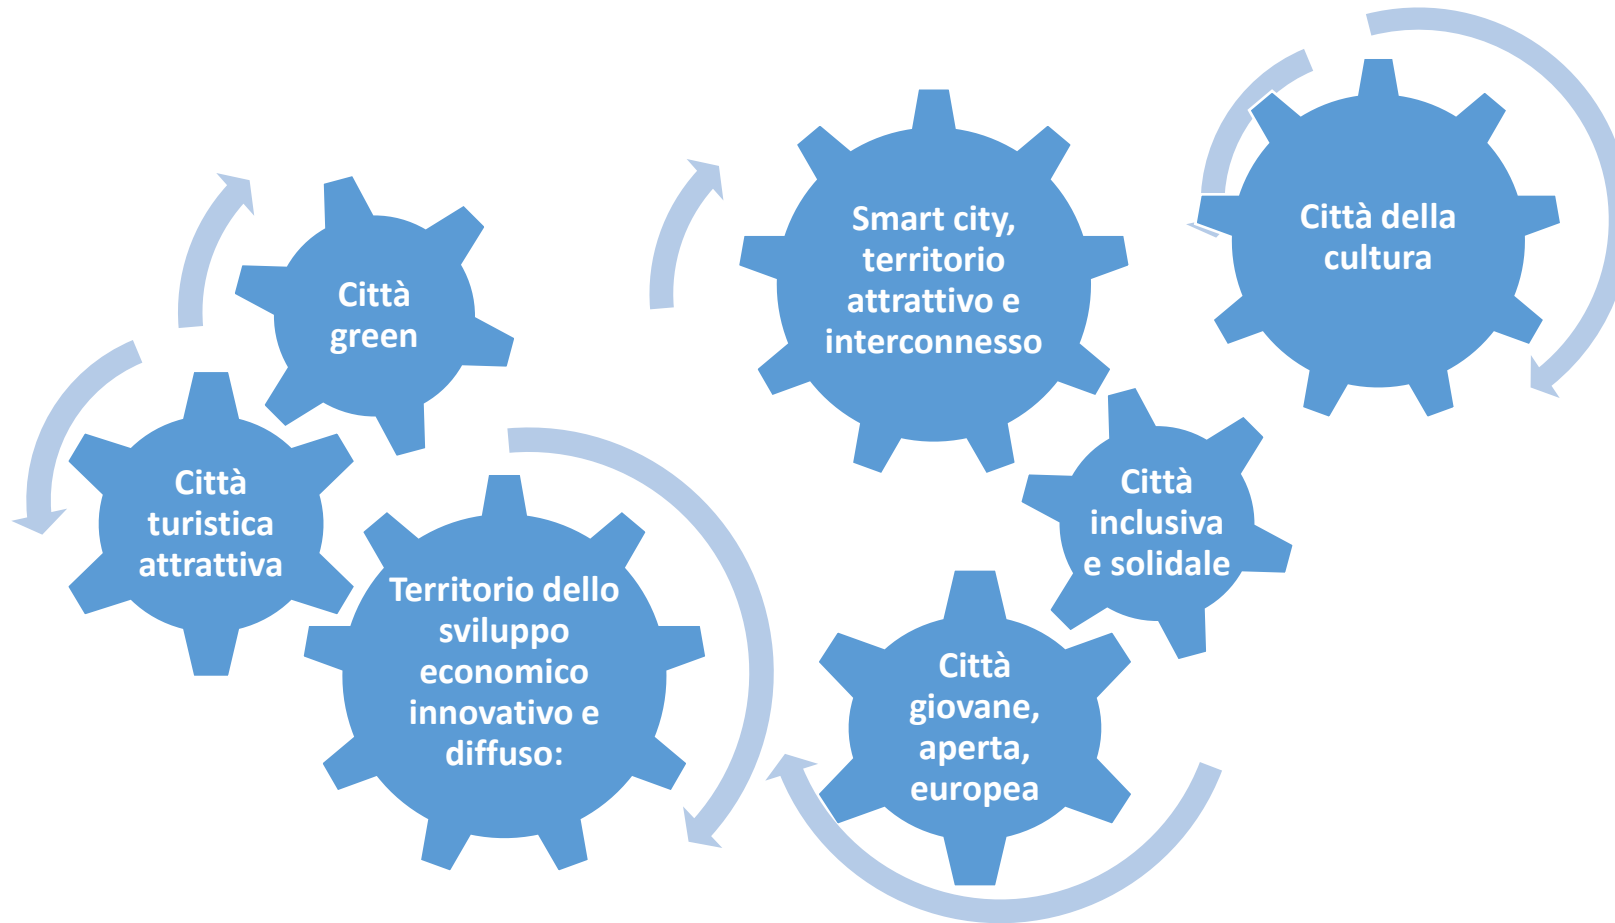 Città
green
Città
turistica
attrattiva
Territorio dello
sviluppo
economico
innovativo e
diffuso:
Smart city,
territorio
attrattivo e
interconnesso
Città della
cultura
Città
inclusiva
e solidale
Città
giovane,
aperta,
europea